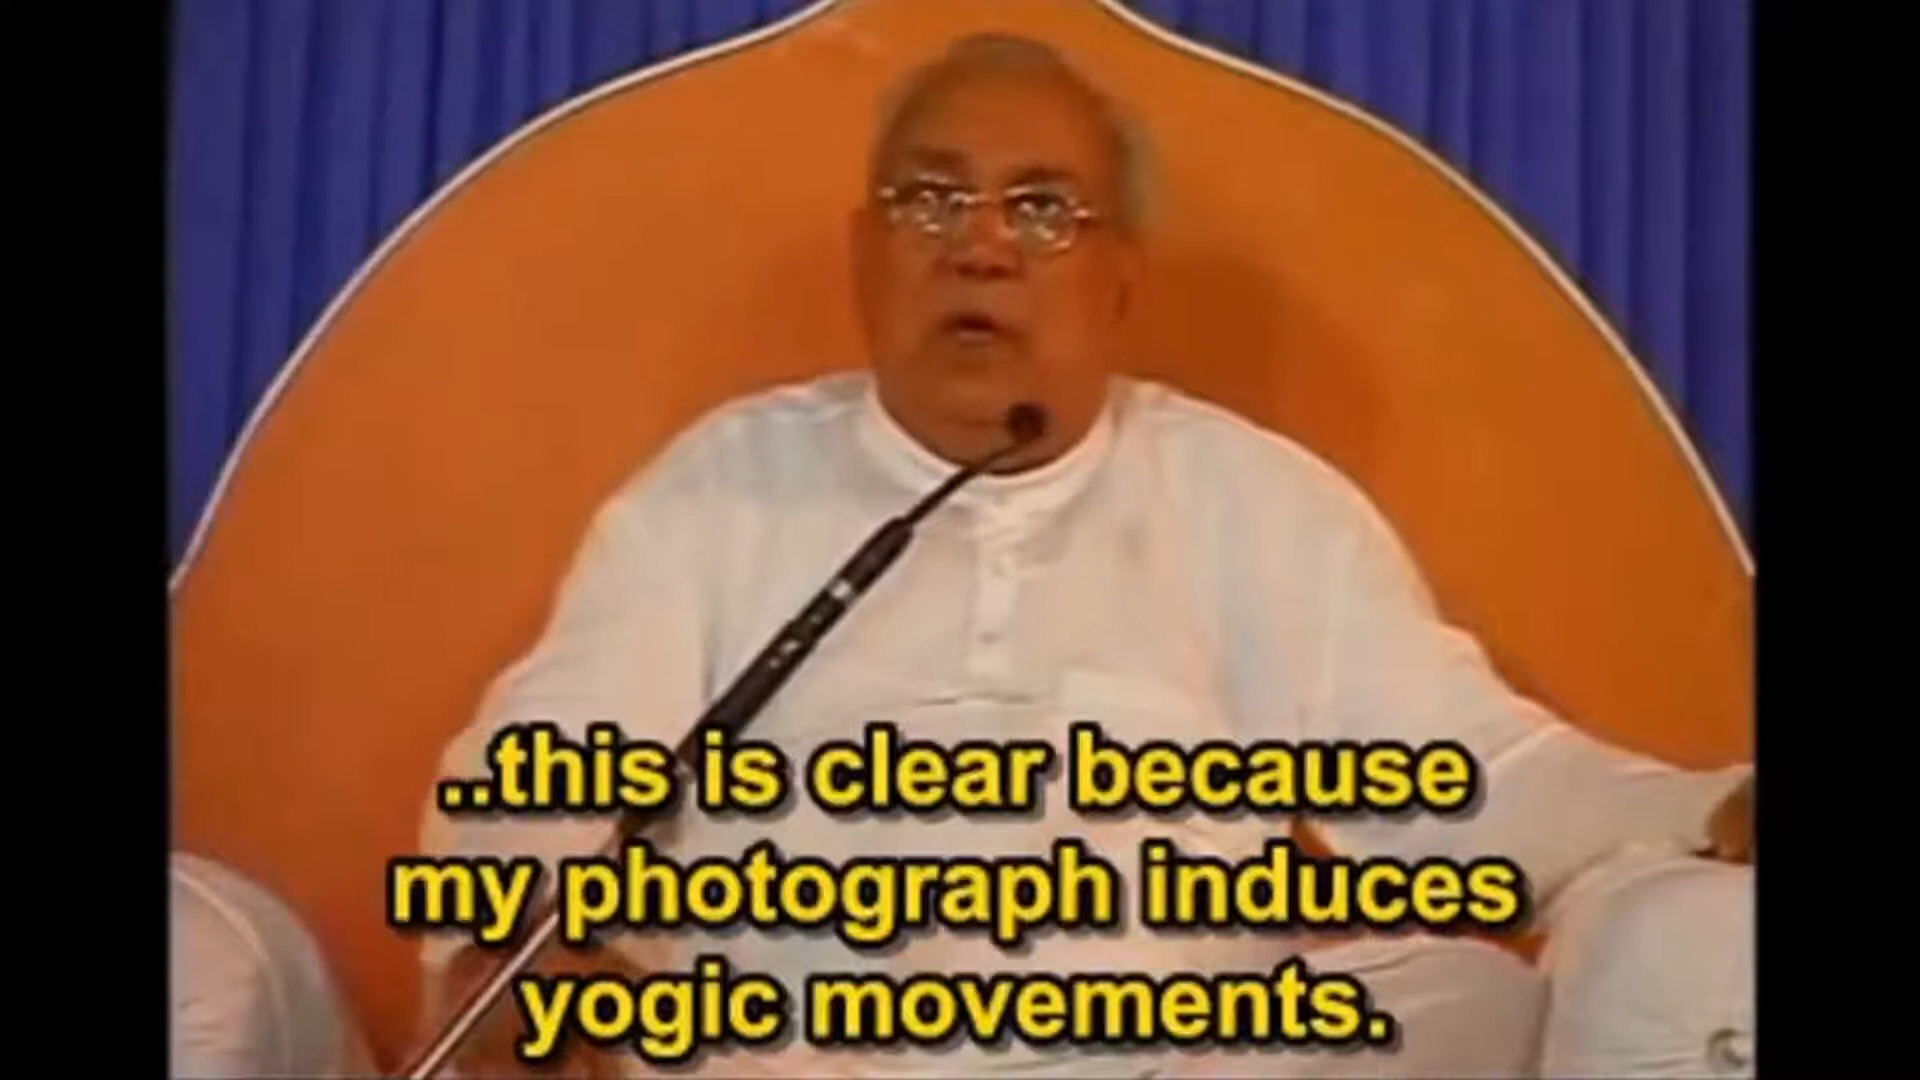 ..this is clear because
my photograph induces
yogic movements.